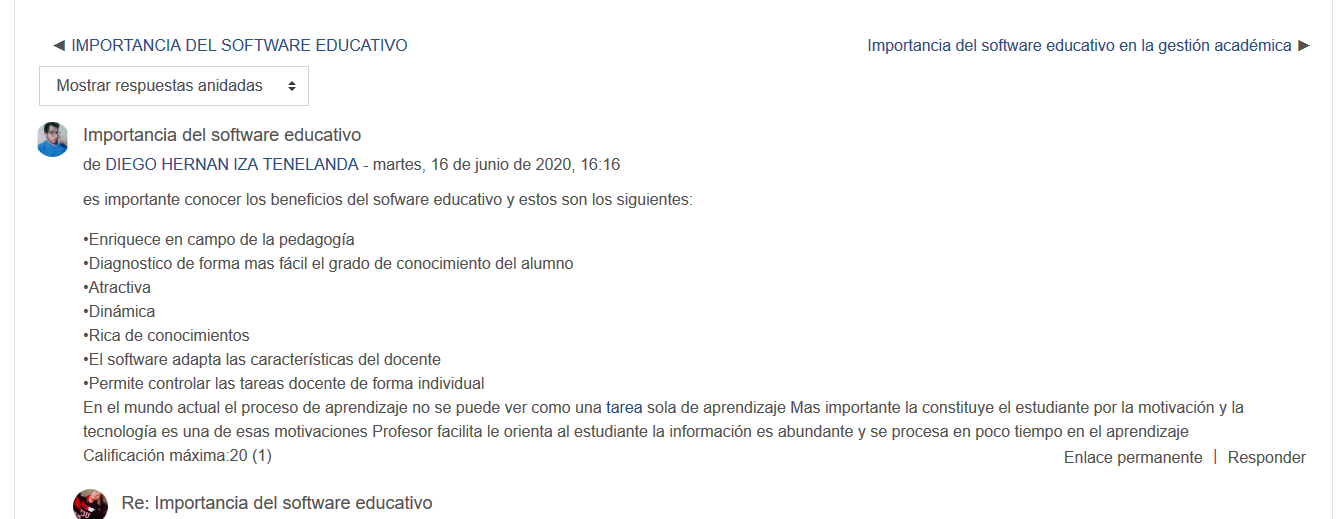 ◄ IMPORTANCIA DEL SOFTWARE EDUCATIVO
Importancia del software educativo en la gestión académica ►
Mostrar respuestas anidadas
Importancia del software educativo
de DIEGO HERNAN IZA TENELANDA - martes, 16 de junio de 2020, 16:16
es importante conocer los beneficios del sofware educativo y estos son los siguientes:
•Enriquece en campo de la pedagogía
•Diagnostico de forma mas fácil el grado de conocimiento del alumno
•Atractiva
•Dinámica
•Rica de conocimientos
•El software adapta las características del docente
•Permite controlar las tareas docente de forma individual
En el mundo actual el proceso de aprendizaje no se puede ver como una tarea sola de aprendizaje Mas importante la constituye el estudiante por la motivación y la
tecnología es una de esas motivaciones Profesor facilita le orienta al estudiante la información es abundante y se procesa en poco tiempo en el aprendizaje
Calificación máxima:20 (1)
Enlace permanente | Responder
Re: Importancia del software educativo